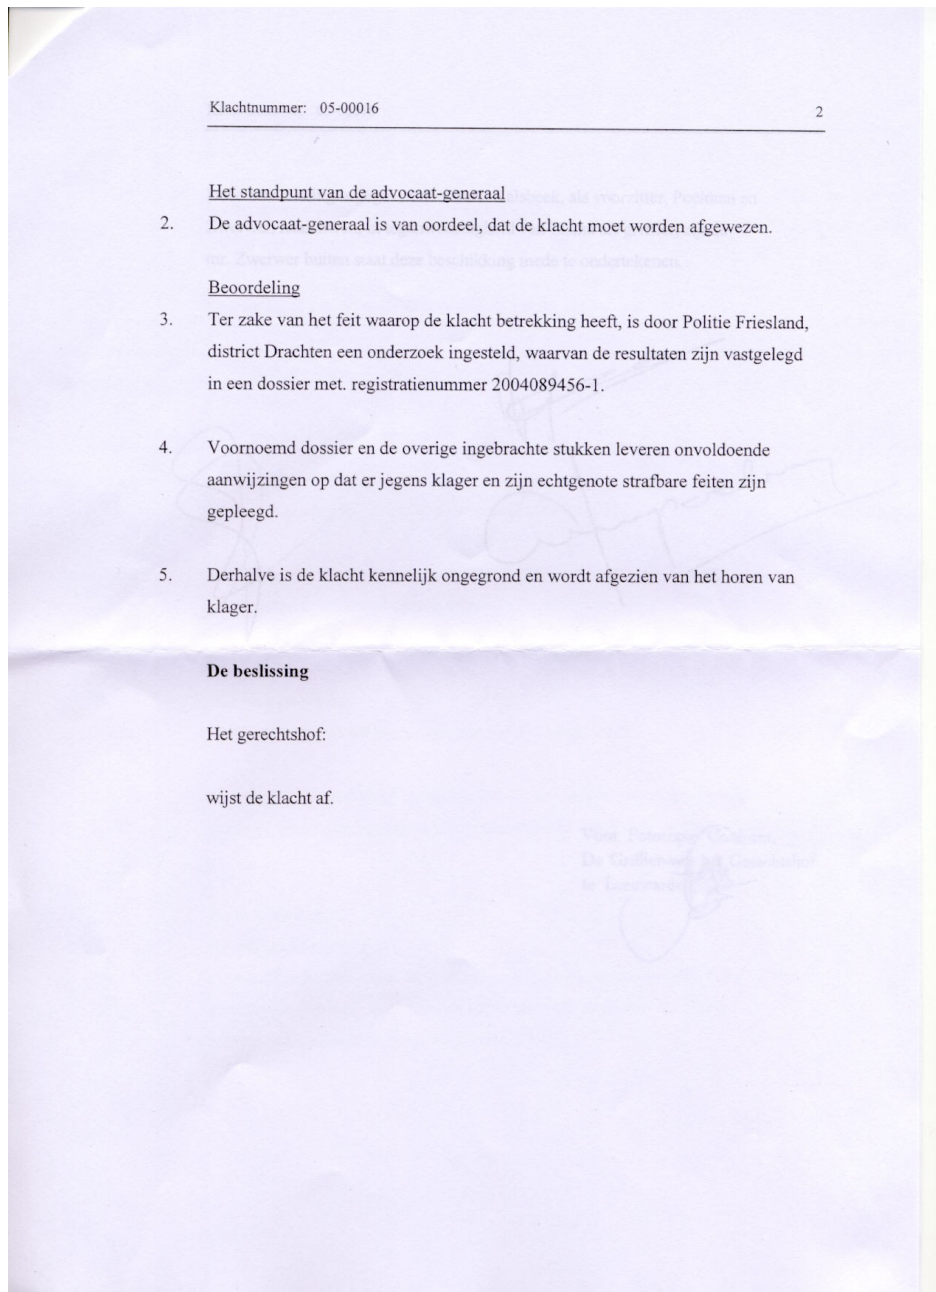 Klachtnummer: 05-00016
2
Het standpunt van de advocaat-generaal
2. De advocaat-generaal is van oordeel, dat de klacht moet worden afgewezen.
Beoordeling
3. Ter zake van het feit waarop de klacht betrekking heeft, is door Politie Friesland,
district Drachten een onderzoek ingesteld, waarvan de resultaten zijn vastgelegd
in een dossier met. registratienummer 2004089456-1.
4. Voornoemd dossier en de overige ingebrachte stukken leveren onvoldoende
aanwijzingen op dat er jegens klager en zijn echtgenote strafbare feiten zijn
gepleegd.
5. Derhalve is de klacht kennelijk ongegrond en wordt afgezien van het horen van
klager.
De beslissing
Het gerechtshof:
wijst de klacht af.